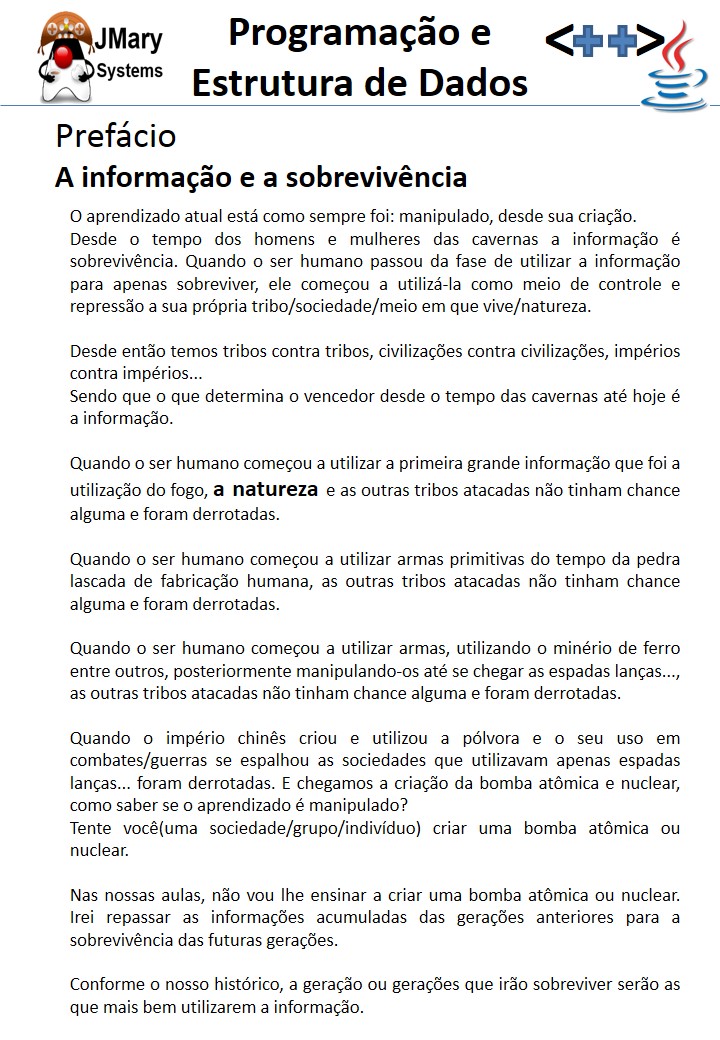 JMary
Systems
Programação e
Estrutura de Dados
<++>
Prefácio
A informação e a sobrevivência
O aprendizado atual está como sempre foi: manipulado, desde sua criação.
Desde o tempo dos homens e mulheres das cavernas a informação é
sobrevivência. Quando o ser humano passou da fase de utilizar a informação
para apenas sobreviver, ele começou a utilizá-la como meio de controle e
repressão a sua própria tribo/sociedade/meio em que vive/natureza.
Desde então temos tribos contra tribos, civilizações contra civilizações, impérios
contra impérios...
Sendo que o que determina o vencedor desde o tempo das cavernas até hoje é
a informação.
Quando o ser humano começou a utilizar a primeira grande informação que foi a
utilização do fogo, a natureza e as outras tribos atacadas não tinham chance
alguma e foram derrotadas.
Quando o ser humano começou a utilizar armas primitivas do tempo da pedra
lascada de fabricação humana, as outras tribos atacadas não tinham chance
alguma e foram derrotadas.
Quando o ser humano começou a utilizar armas, utilizando o minério de ferro
entre outros, posteriormente manipulando-os até se chegar as espadas lanças...,
as outras tribos atacadas não tinham chance alguma e foram derrotadas.
Quando o império chinês criou e utilizou a pólvora e o seu uso em
combates/guerras se espalhou as sociedades que utilizavam apenas espadas
lanças... foram derrotadas. E chegamos a criação da bomba atômica e nuclear,
como saber se o aprendizado é manipulado?
Tente você(uma sociedade/grupo/indivíduo) criar uma bomba atômica ou
nuclear.
Nas nossas aulas, não vou lhe ensinar a criar uma bomba atômica ou nuclear.
Irei repassar as informações acumuladas das gerações anteriores para a
sobrevivência das futuras gerações.
Conforme o nosso histórico, a geração ou gerações que irão sobreviver serão as
que mais bem utilizarem a informação.